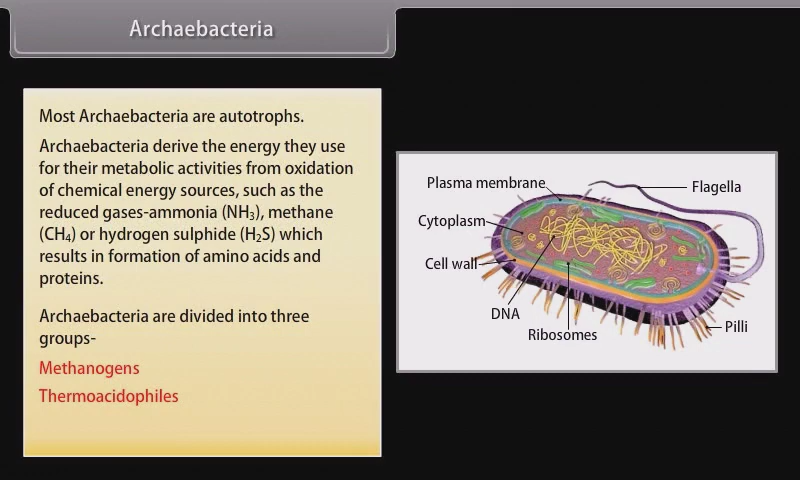 Archaebacteria
Most Archaebacteria are autotrophs.
Archaebacteria derive the energy they use
for their metabolic activities from oxidation
of chemical energy sources, such as the
reduced gases-ammonia (NH₃), methane
(CH₄) or hydrogen sulphide (H₂S) which
results in formation of amino acids and
proteins.
Archaebacteria are divided into three
groups-
Methanogens
Thermoacidophiles
Plasma membrane
Flagella
Cytoplasm
Cell wall
DNA
Ribosomes
Pilli